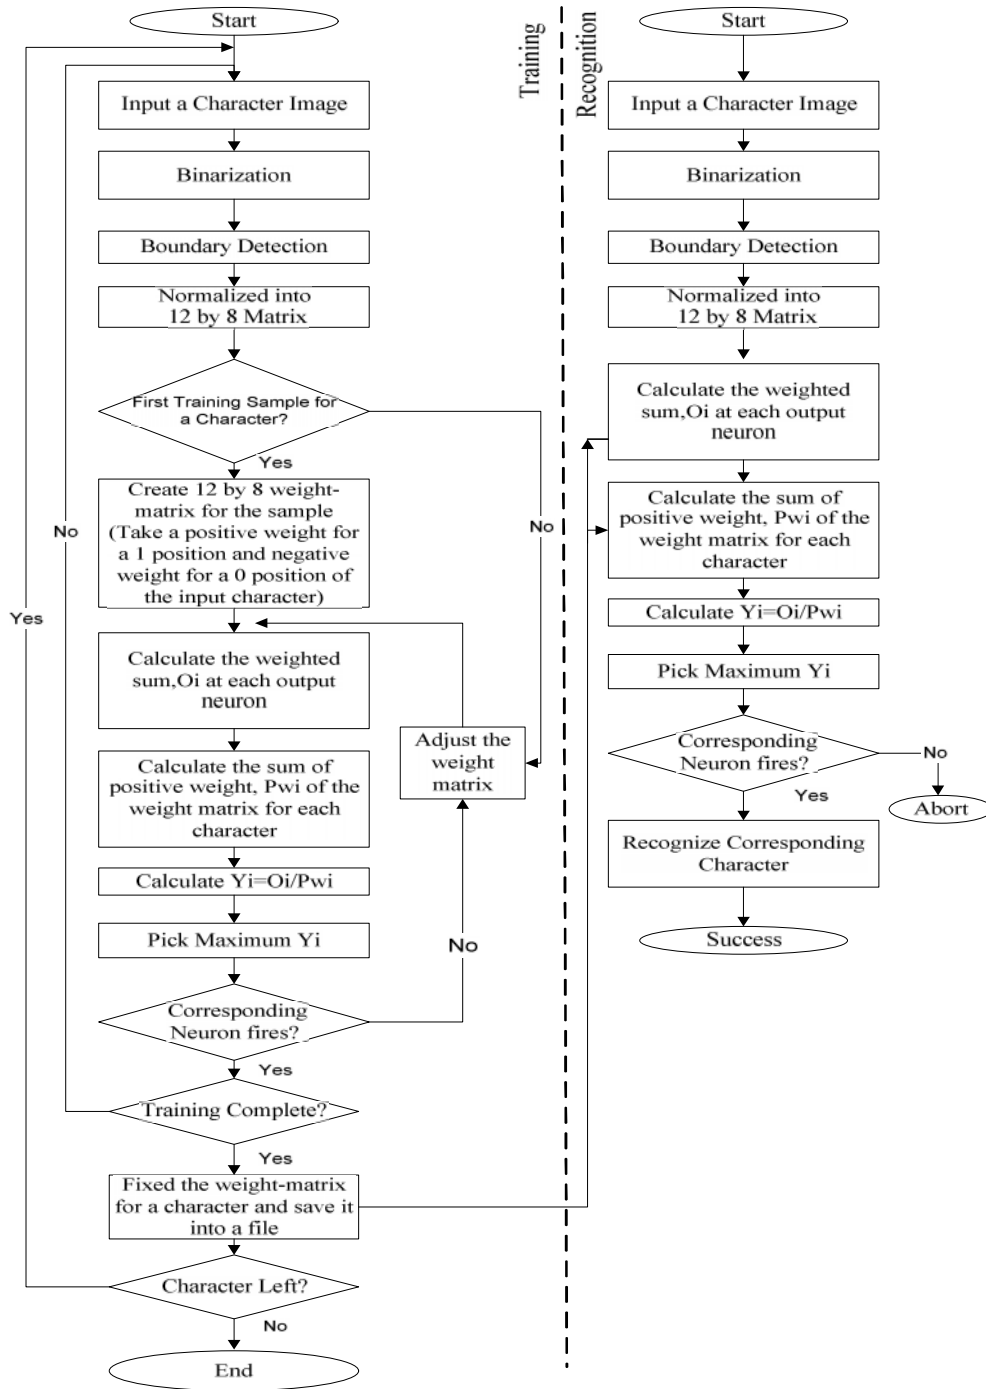 Start
Input a Character Image
Binarization
Boundary Detection
Normalized into
12 by 8 Matrix
First Training Sample for
a Character?
Yes
No
Create 12 by 8 weight-
matrix for the sample
(Take a positive weight for
a 1 position and negative
weight for a 0 position of
the input character)
No
Yes
Calculate the weighted
sum,Oi at each output
neuron
Adjust the
weight
matrix
Calculate the sum of
positive weight, Pwi of the
weight matrix for each
character
Calculate Yi=Oi/Pwi
Pick Maximum Yi
No
Corresponding
Neuron fires?
Yes
Training Complete?
Yes
Fixed the weight-matrix
for a character and save it
into a file
Character Left?
No
End
Training
Recognition
Start
Input a Character Image
Binarization
Boundary Detection
Normalized into
12 by 8 Matrix
Calculate the weighted
sum,Oi at each output
neuron
Calculate the sum of
positive weight, Pwi of the
weight matrix for each
character
Calculate Yi=Oi/Pwi
Pick Maximum Yi
Corresponding
Neuron fires?
No
Abort
Yes
Recognize Corresponding
Character
Success